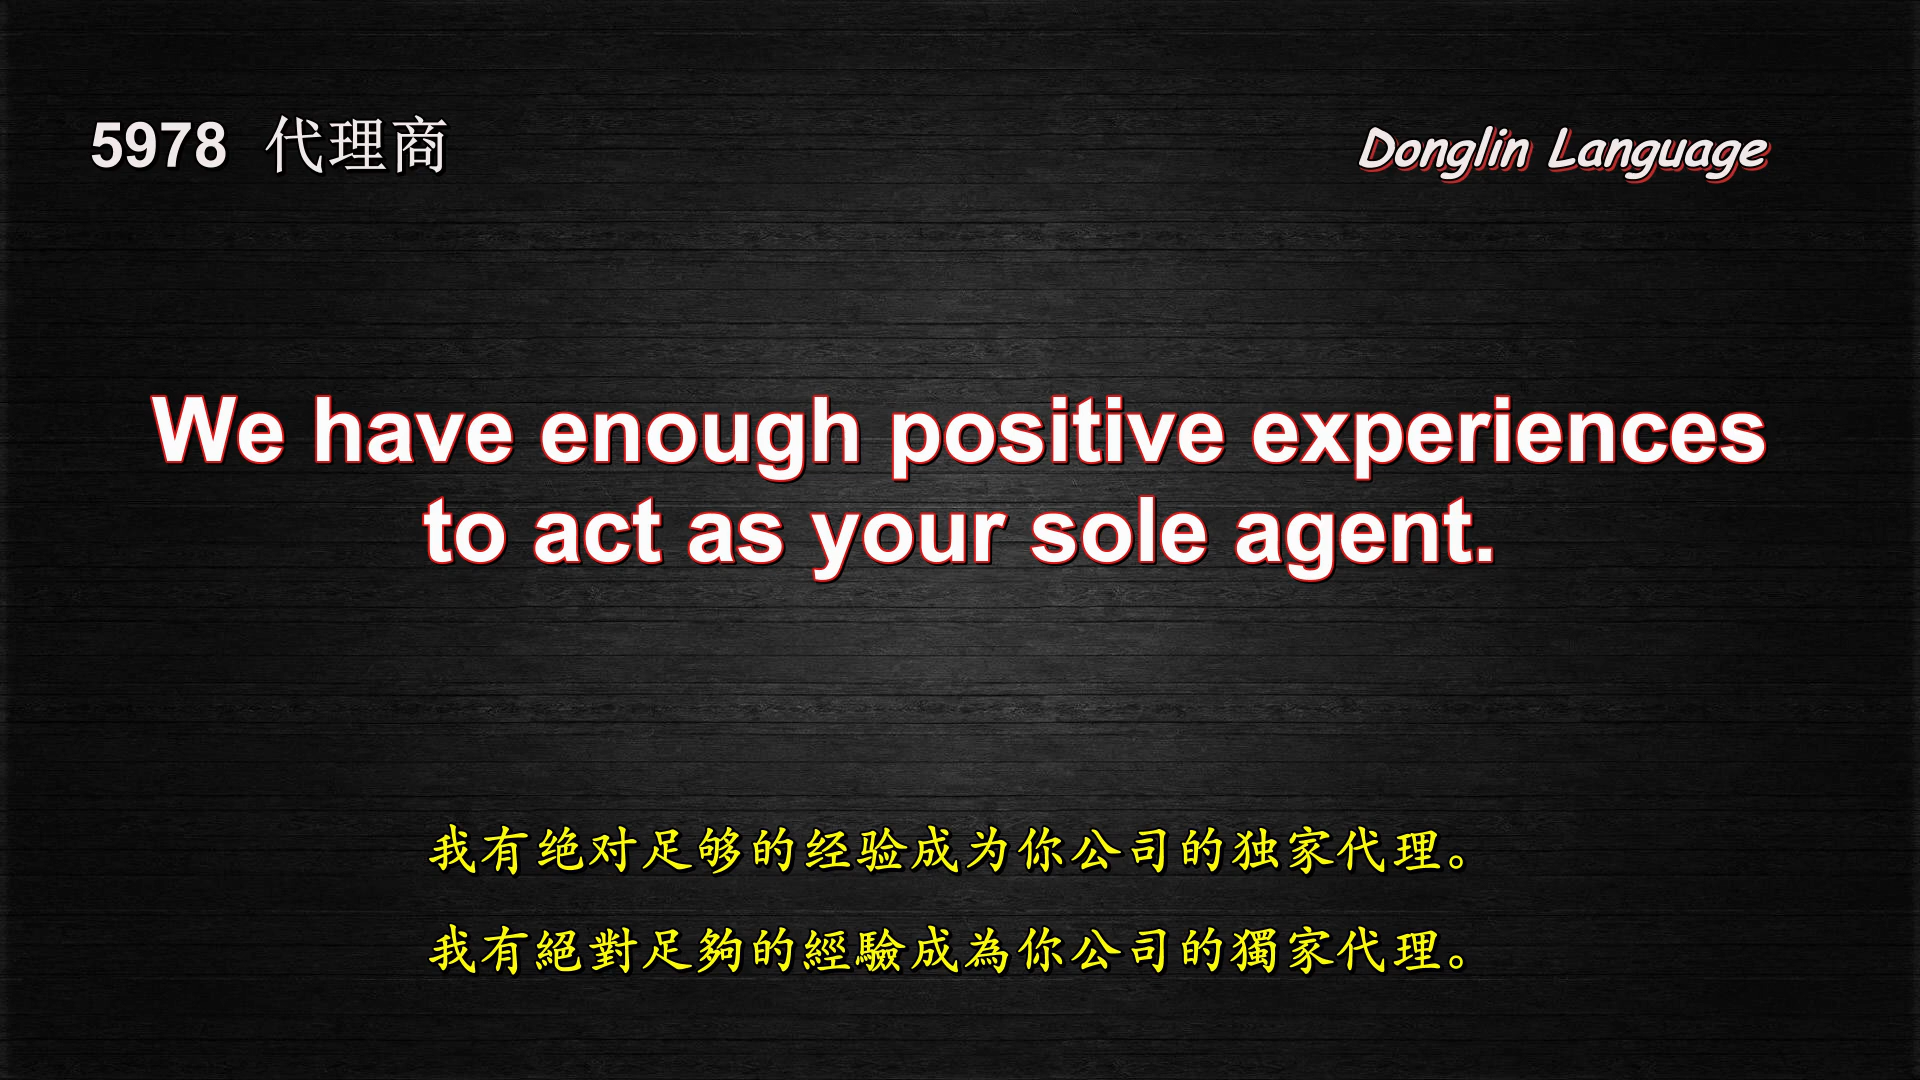 5978 代理商
Donglin Language
We have enough positive experiences
to act as your sole agent.
我有绝对足够的经验成为你公司的独家代理。
我有絕對足夠的經驗成為你公司的獨家代理。